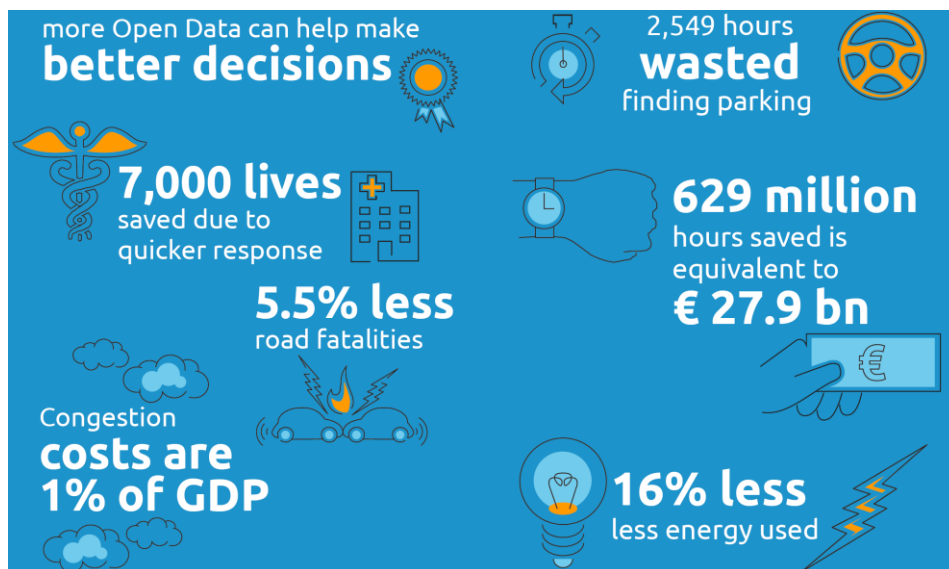 more Open Data can help make
better decisions
2,549 hours
wasted
finding parking
7,000 lives
saved due to
quicker response
629 million
hours saved is
equivalent to
€ 27.9 bn
5.5% less
road fatalities
€
Congestion
costs are
1% of GDP
16% less
less energy used